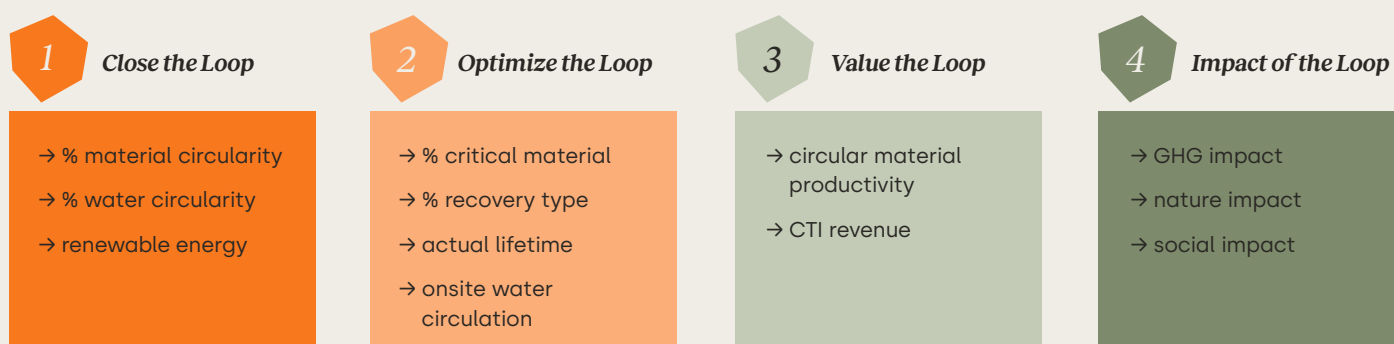 1 Close the Loop
→ % material circularity
→ % water circularity
→ renewable energy
2 Optimize the Loop
→ % critical material
→ % recovery type
→ actual lifetime
→ onsite water
circulation
3 Value the Loop
→ circular material
productivity
→ CTI revenue
4 Impact of the Loop
→ GHG impact
→ nature impact
→ social impact